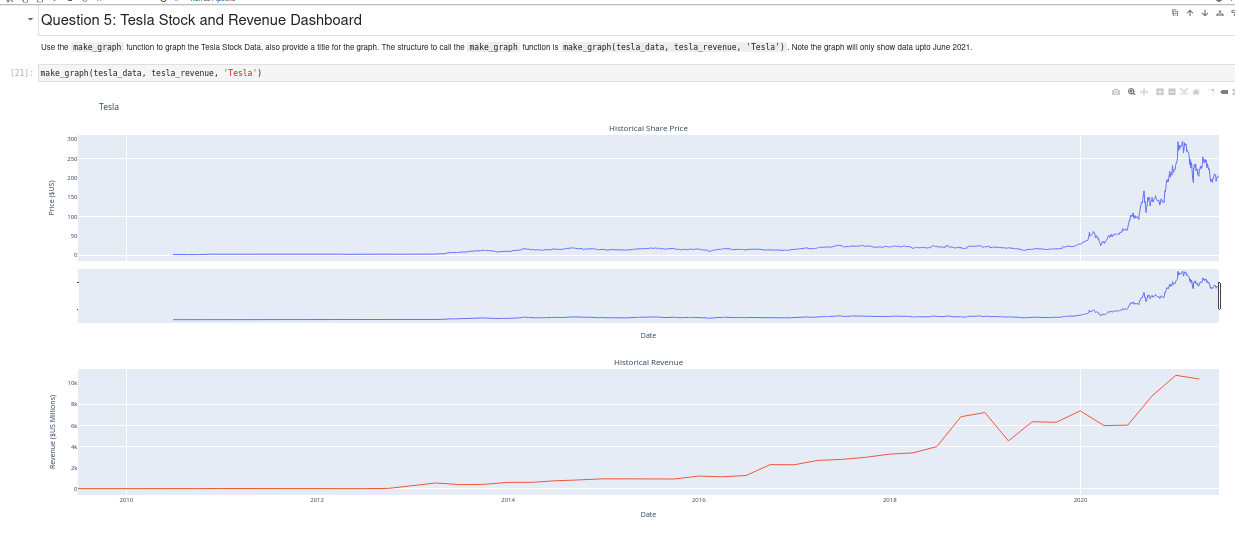 Question 5: Tesla Stock and Revenue Dashboard
Use the make_graph function to graph the Tesla Stock Data, also provide a title for the graph. The structure to call the make_graph function is make_graph(tesla_data, tesla_revenue, 'Tesla') . Note the graph will only show data upto June 2021.
[21]: make_graph(tesla_data, tesla_revenue, 'Tesla')
Tesla
Historical Share Price
Price ($US)
300
250
200
150
100
50
0
Date
Historical Revenue
Revenue ($US Millions)
10k
8k
6k
4k
2k
0
2010 2012 2014 2016 2018 2020
Date